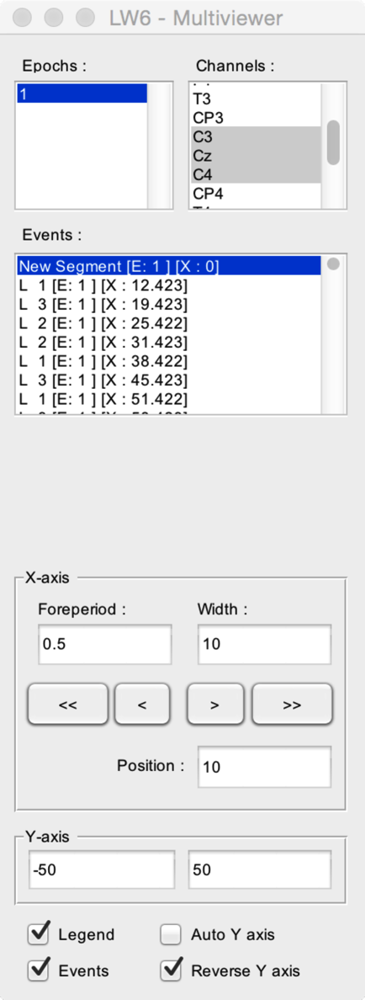 LW6 - Multiviewer
Epochs :
Channels :
1
T3
CP3
C3
Cz
C4
CP4
Events :
New Segment [E: 1 ] [X : 0]
L  1 [E: 1 ] [X : 12.423]
L  3 [E: 1 ] [X : 19.423]
L  2 [E: 1 ] [X : 25.422]
L  2 [E: 1 ] [X : 31.423]
L  1 [E: 1 ] [X : 38.422]
L  3 [E: 1 ] [X : 45.423]
L  1 [E: 1 ] [X : 51.422]
X-axis
Foreperiod :
Width :
0.5
10
<< < > >>
Position : 10
Y-axis
-50
50
Legend
Auto Y axis
Events
Reverse Y axis